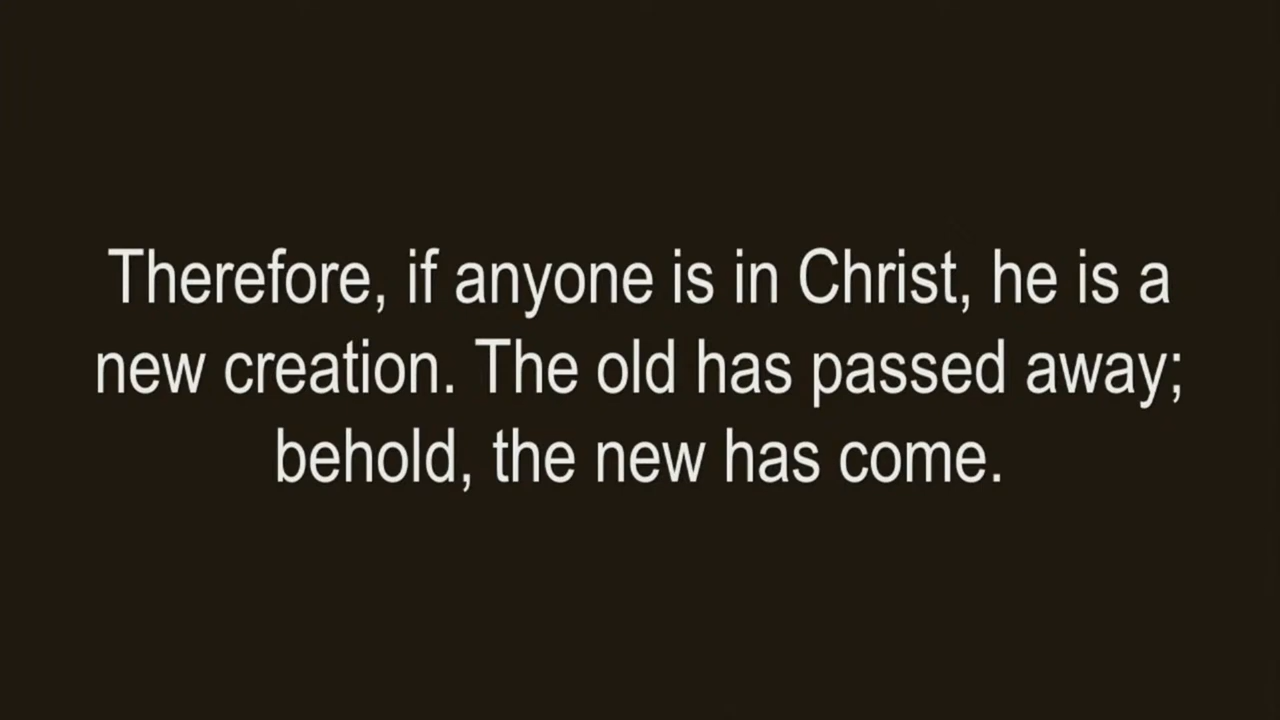 Therefore, if anyone is in Christ, he is a
new creation. The old has passed away;
behold, the new has come.